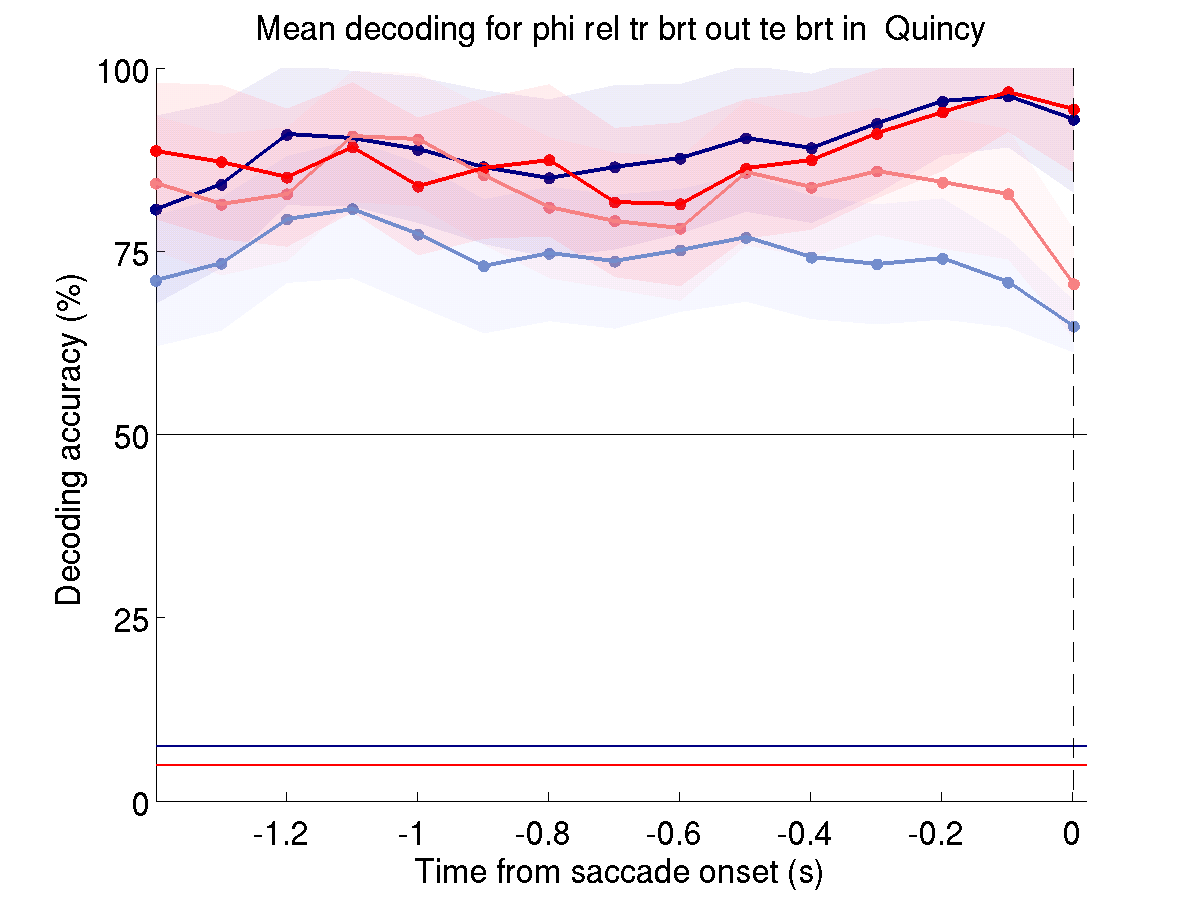 Mean decoding for phi rel tr brt out te brt in  Quincy
100
75
50
25
0
Decoding accuracy (%)
-1.2 -1 -0.8 -0.6 -0.4 -0.2 0
Time from saccade onset (s)